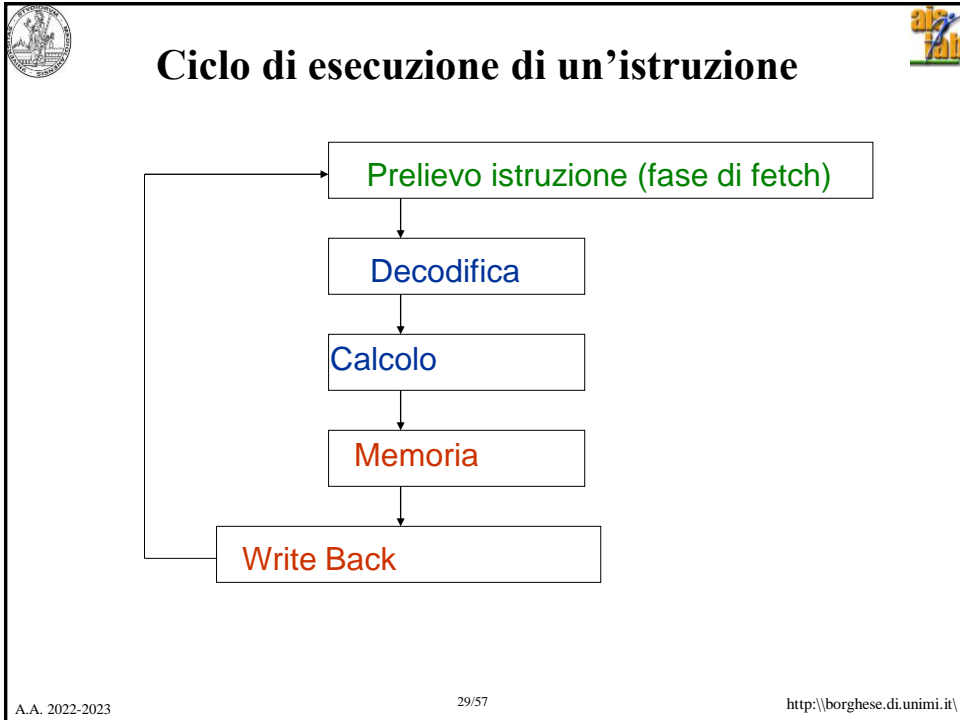 Ciclo di esecuzione di un’istruzione
Prelievo istruzione (fase di fetch)
Decodifica
Calcolo
Memoria
Write Back
A.A. 2022-2023
29/57
http:\\borghese.di.unimi.it\